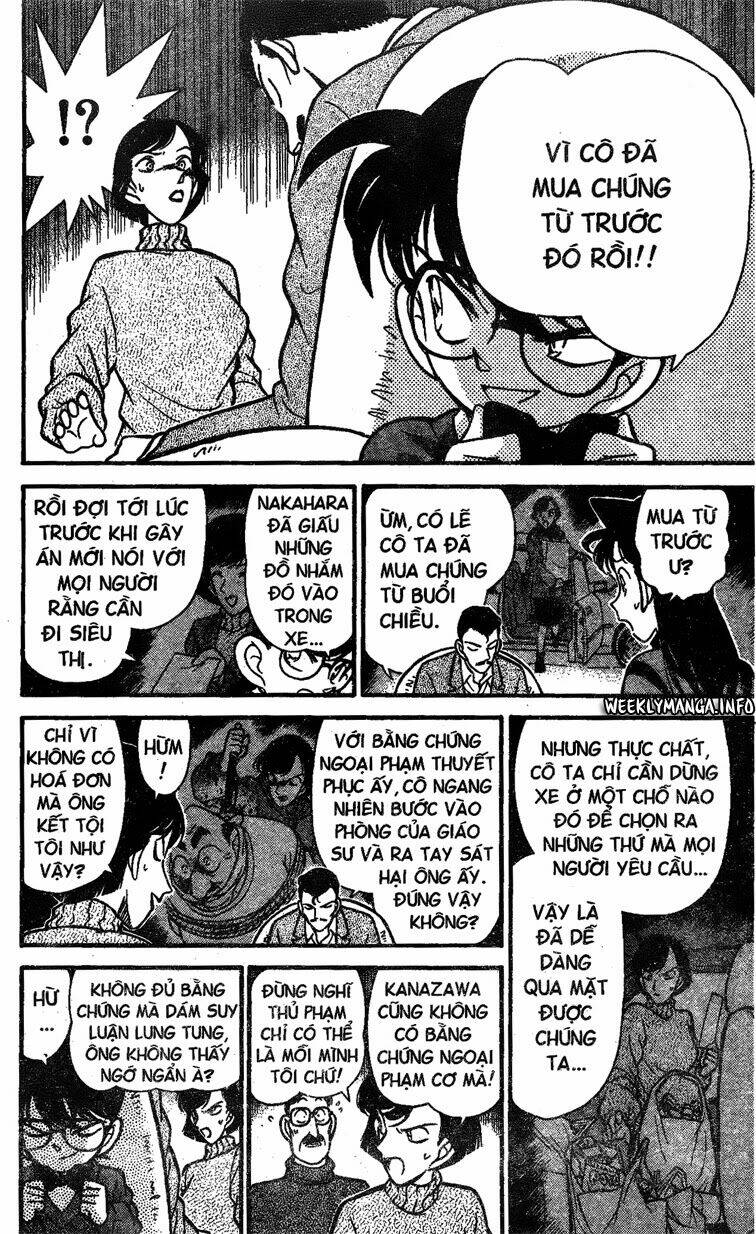 VÌ CÔ ĐÃ
MUA CHÚNG
TỪ TRƯỚC
ĐÓ RỒI!!
!?
MUA TỪ
TRƯỚC
Ư?
ỪM, CÓ LẼ
CÔ TA ĐÃ
MUA CHÚNG
TỪ BUỔI
CHIỀU.
NAKAHARA
ĐÃ GIẤU
NHỮNG
ĐỒ NHẮM
ĐÓ VÀO
TRONG
XE...
RỒI ĐỢI TỚI LÚC
TRƯỚC KHI GÂY
ÁN MỚI NÓI VỚI
MỌI NGƯỜI
RẰNG CẦN
ĐI SIÊU
THỊ.
WEEKLYMANGA.INFO
NHƯNG THỰC CHẤT,
CÔ TA CHỈ CẦN DỪNG
XE Ở MỘT CHỖ NÀO
ĐÓ ĐỂ CHỌN RA
NHỮNG THỨ MÀ MỌI
NGƯỜI YÊU CẦU...
VẬY LÀ
ĐÃ DỄ
DÀNG
QUA MẶT
ĐƯỢC
CHÚNG
TA...
VỚI BẰNG CHỨNG
NGOẠI PHẠM THUYẾT
PHỤC ẤY, CÔ NGANG
NHIÊN BƯỚC VÀO
PHÒNG CỦA GIÁO
SƯ VÀ RA TAY SÁT
HẠI ÔNG ẤY.
ĐÚNG VẬY
KHÔNG?
HỪM
!
CHỈ VÌ
KHÔNG CÓ
HOÁ ĐƠN
MÀ ÔNG
KẾT TỘI
TÔI NHƯ
VẬY?
KANAZAWA
CŨNG KHÔNG
CÓ BẰNG
CHỨNG NGOẠI
PHẠM CƠ MÀ!
ĐỪNG NGHĨ
THỦ PHẠM
CHỈ CÓ THỂ
LÀ MỖI MÌNH
TÔI CHỨ!
KHÔNG ĐỦ BẰNG
CHỨNG MÀ DÁM SUY
LUẬN LUNG TUNG,
ÔNG KHÔNG THẤY
NGỚ NGẨN À?
HỪ
...